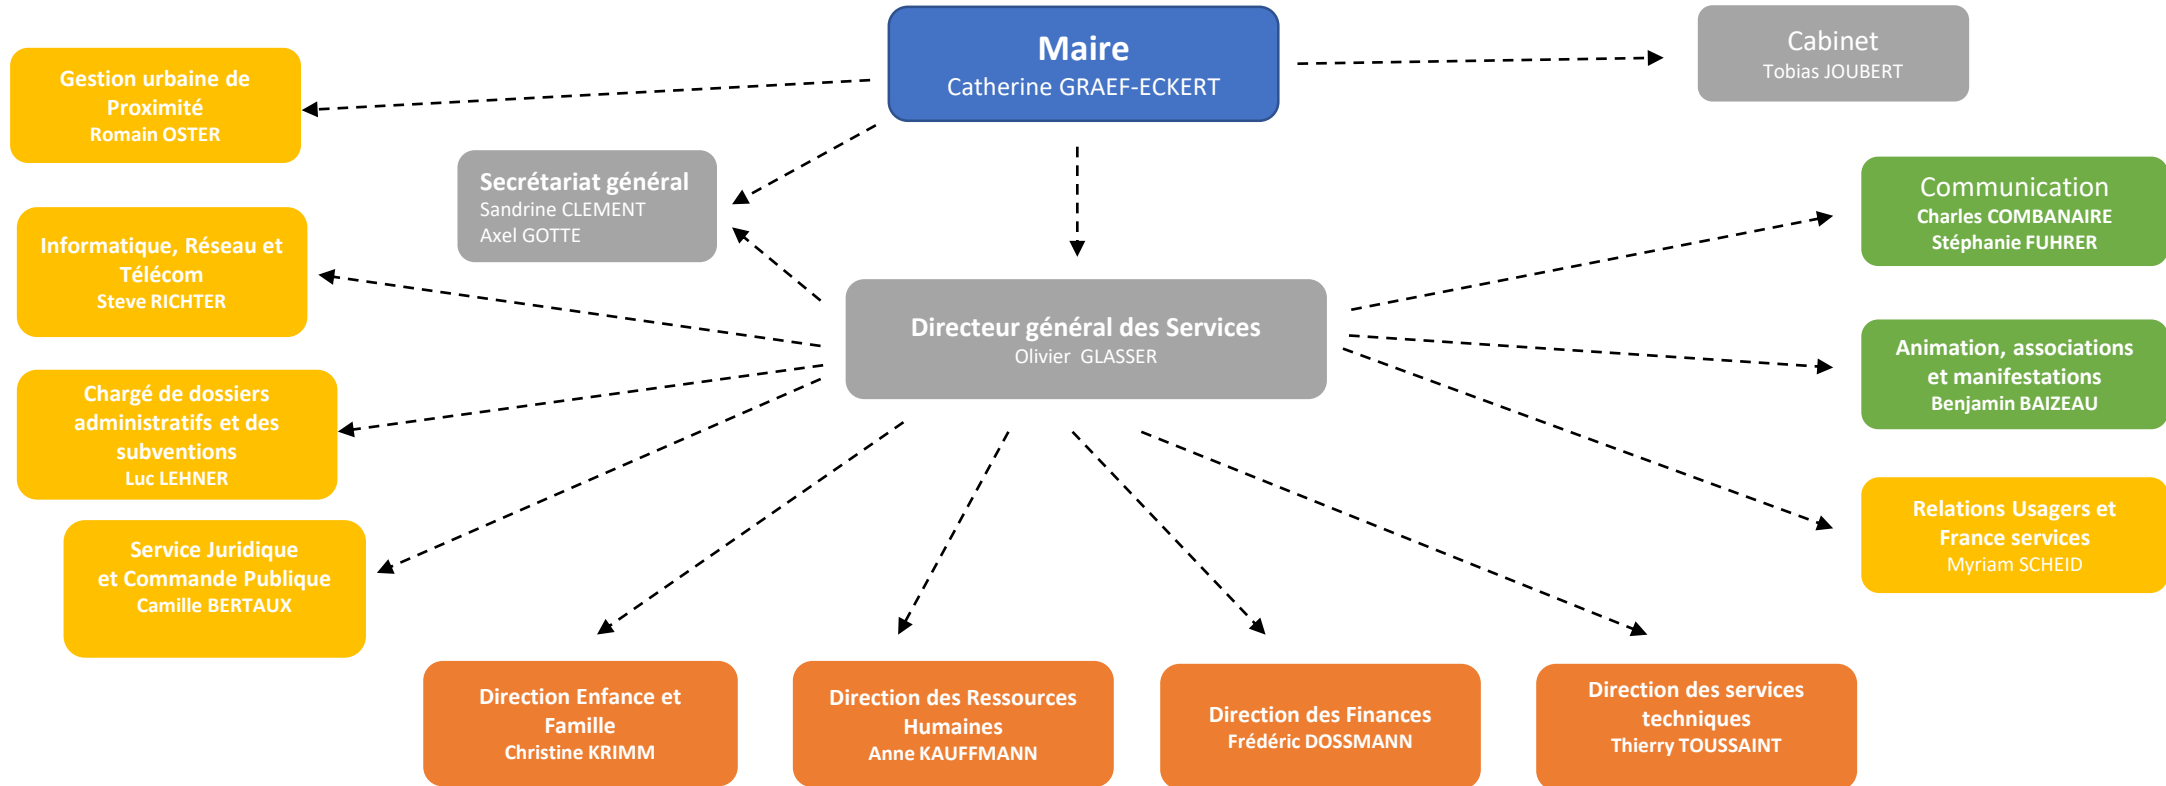 Maire
Catherine GRAEF-ECKERT
Cabinet
Tobias JOUBERT
Gestion urbaine de
Proximité
Romain OSTER
Secrétariat général
Sandrine CLEMENT
Axel GOTTE
Communication
Charles COMBANAIRE
Stéphanie FUHRER
Informatique, Réseau et
Télécom
Steve RICHTER
Directeur général des Services
Olivier GLASSER
Animation, associations
et manifestations
Benjamin BAIZEAU
Chargé de dossiers
administratifs et des
subventions
Luc LEHNER
Relations Usagers et
France services
Myriam SCHEID
Service Juridique
et Commande Publique
Camille BERTAUX
Direction Enfance et
Famille
Christine KRIMM
Direction des Ressources
Humaines
Anne KAUFFMANN
Direction des Finances
Frédéric DOSSMANN
Direction des services
techniques
Thierry TOUSSAINT